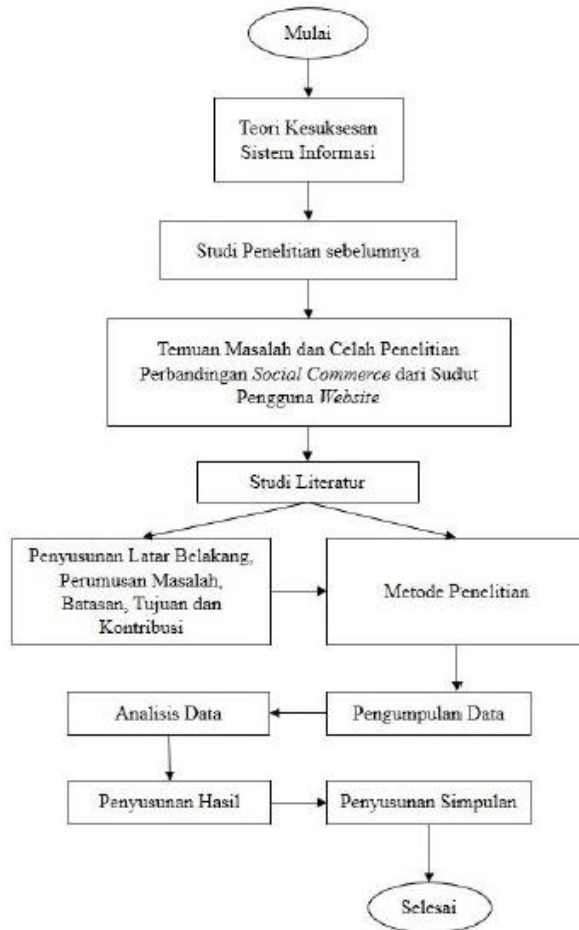 Mulai
Teori Kesuksesan
Sistem Informasi
Studi Penelitian sebelumnya
Temuan Masalah dan Celah Penelitian
Perbandingan Social Commerce dari Sudut
Pengguna Website
Studi Literatur
Penyusunan Latar Belakang,
Perumusan Masalah,
Batasan, Tujuan dan
Kontribusi
Metode Penelitian
Analisis Data
Pengumpulan Data
Penyusunan Hasil
Penyusunan Simpulan
Selesai